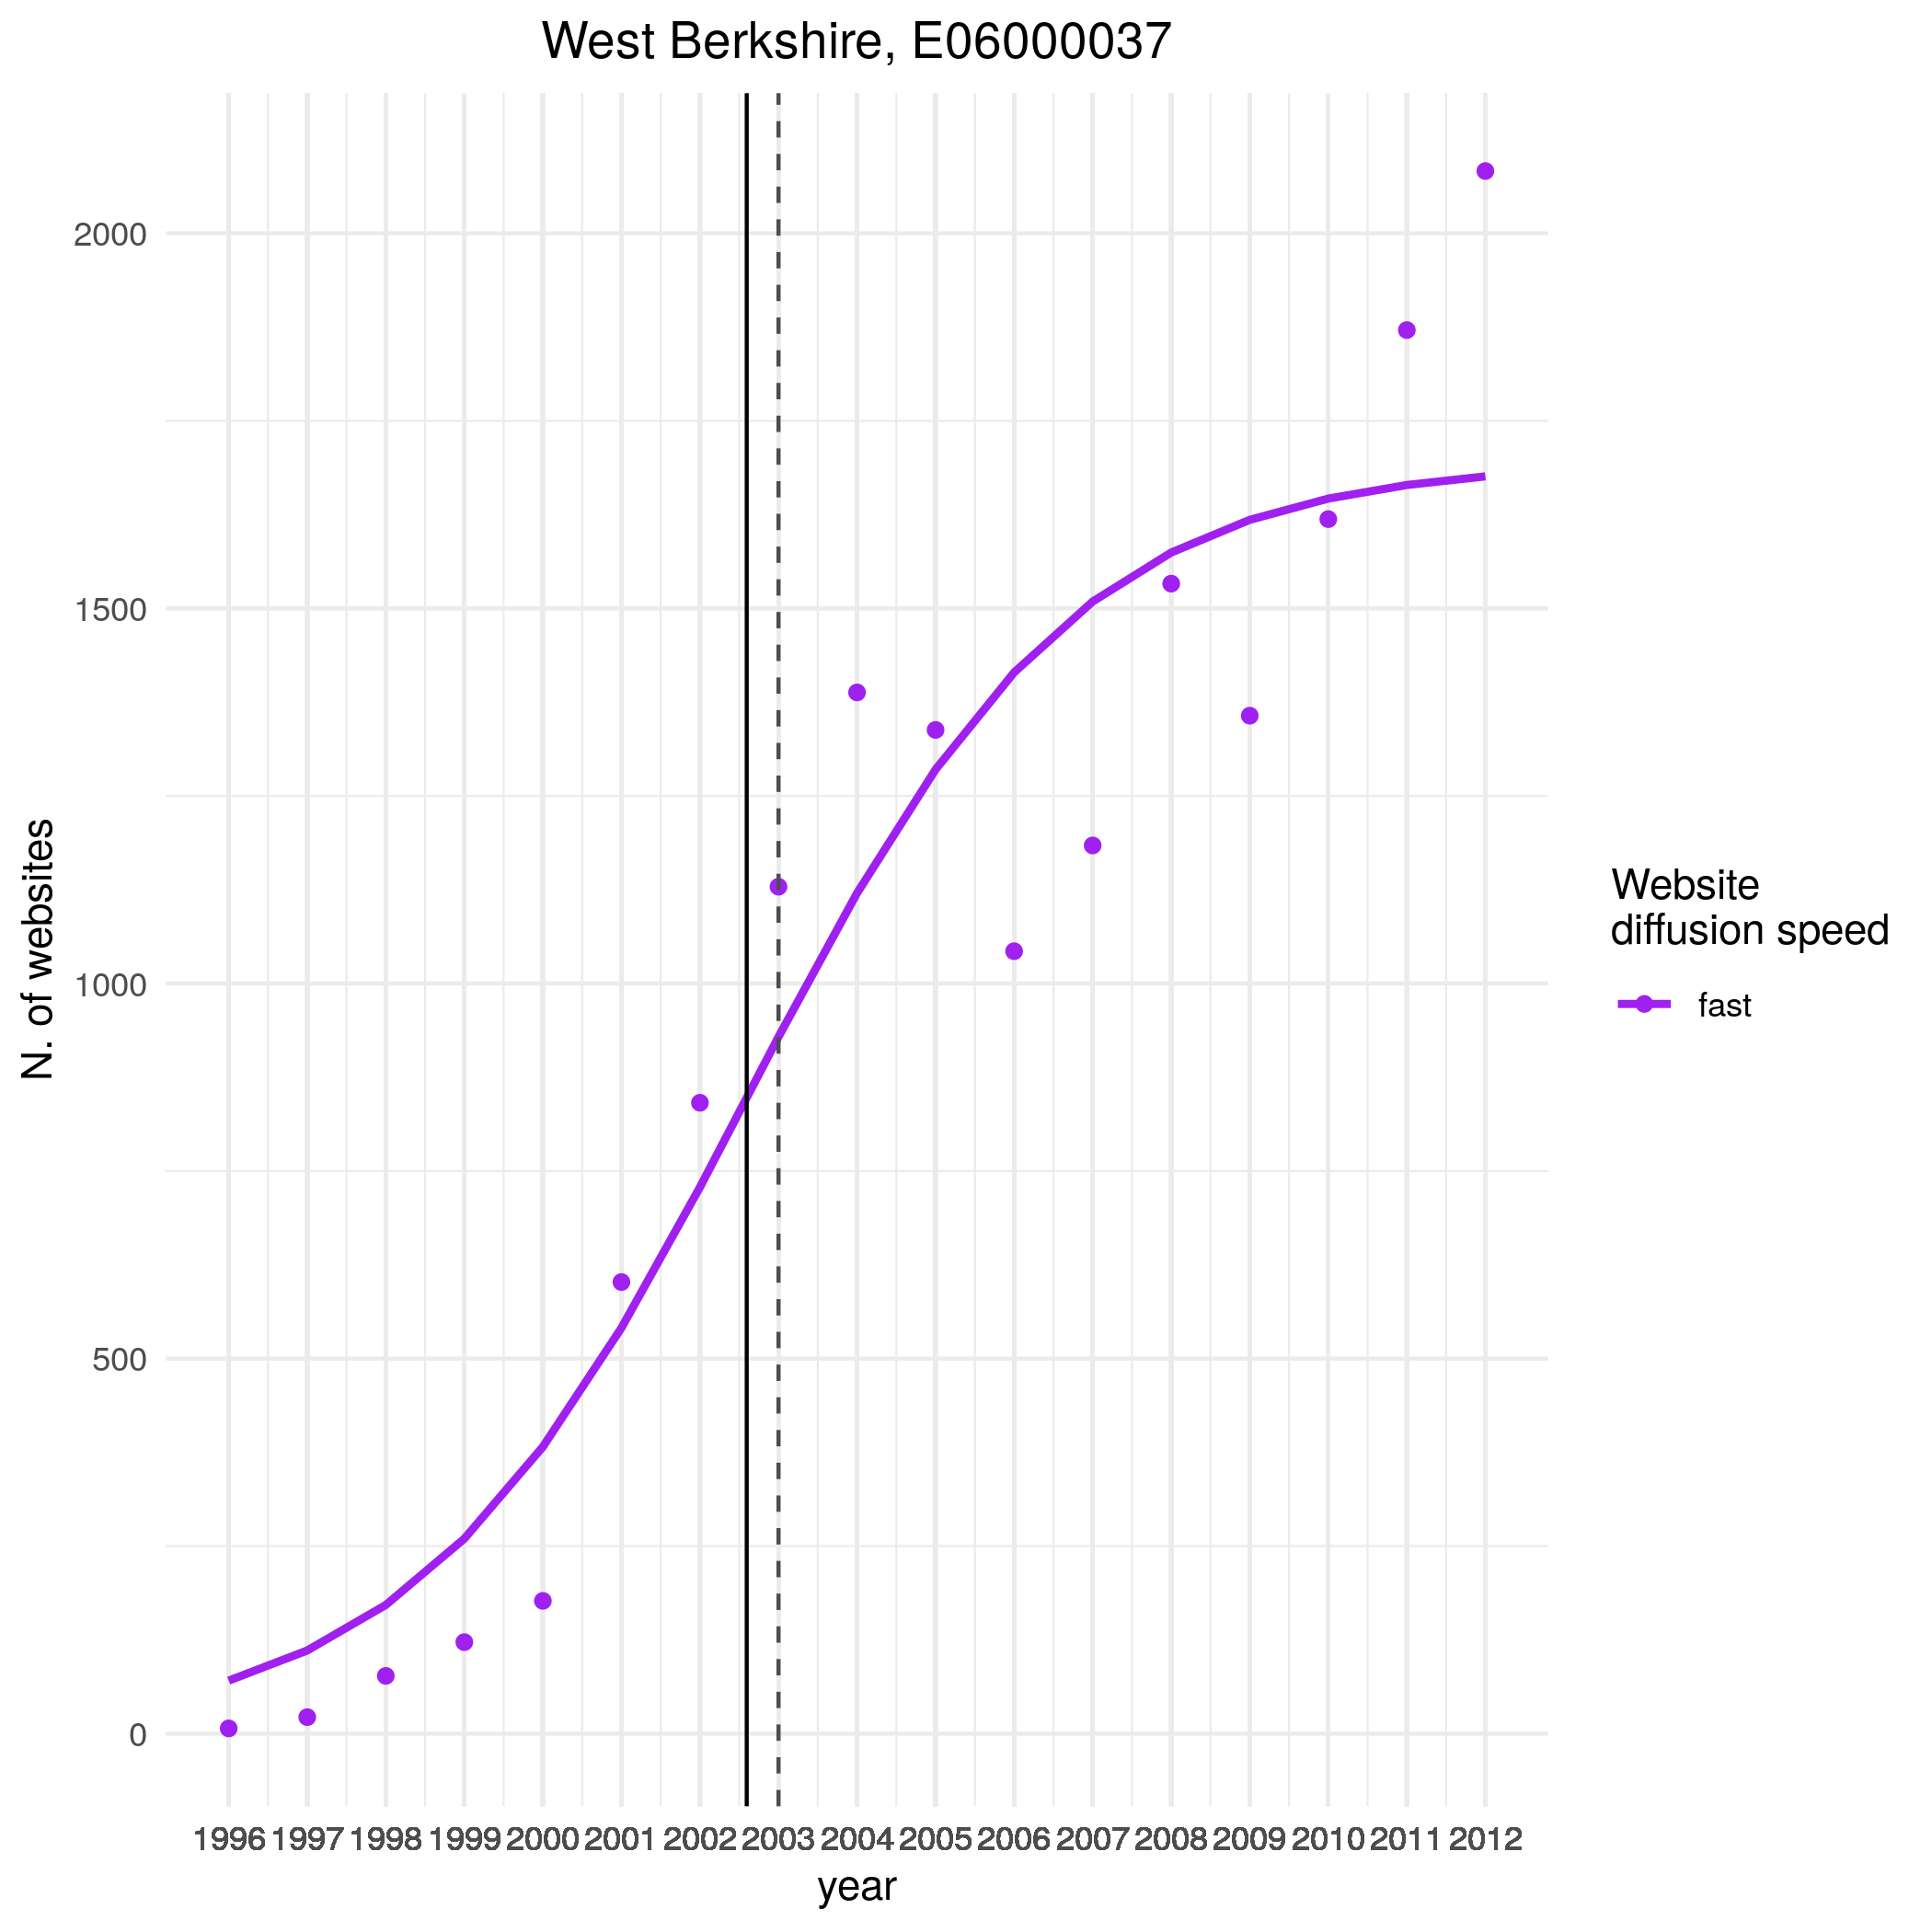 West Berkshire, E06000037
2000
1500
1000
500
0
N. of websites
1996 1997 1998 1999 2000 2001 2002 2003 2004 2005 2006 2007 2008 2009 2010 2011 2012
year
Website
diffusion speed
fast